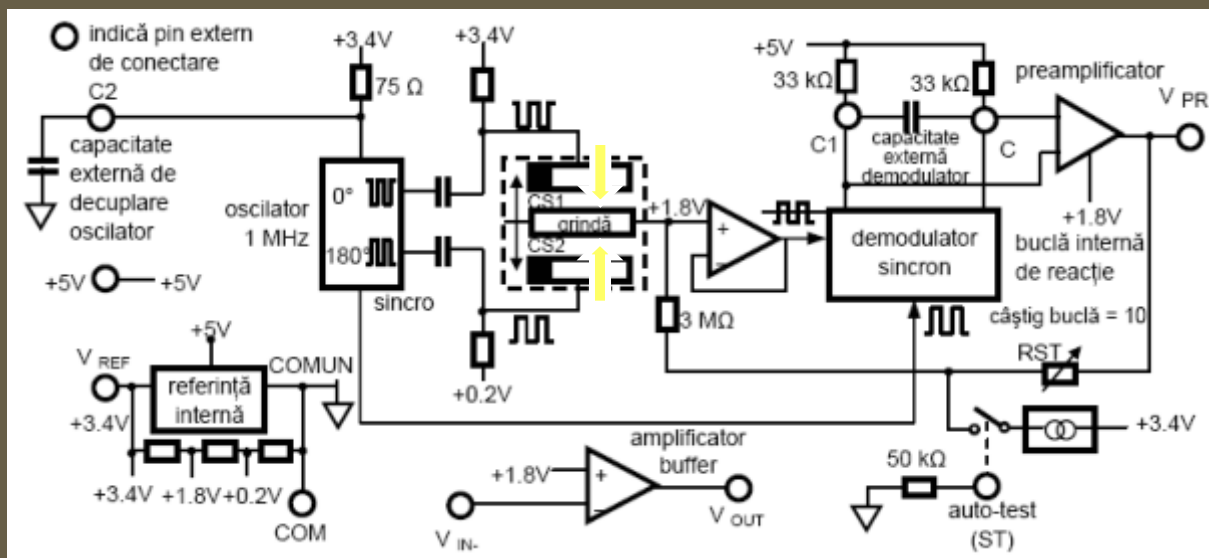 indică pin extern
de conectare
C2
capacitate
externă de
decuplare
oscilator
+3.4V
75 Ω
+3.4V
oscilator
1 MHz
0°
180°
sincro
CS1
grindă
CS2
+0.2V
+1.8V
3 MΩ
+
−
demodulator
sincron
+5V
33 kΩ
33 kΩ
C1
capacitate
externă
demodulator
C
preamplificator
V PR
+1.8V
buclă internă
de reacție
câștig buclă = 10
RST
+3.4V
50 kΩ
auto-test
(ST)
+5V
+5V
+5V
V REF
referință
internă
COMUN
+3.4V
+3.4V
+1.8V
+0.2V
COM
amplificator
buffer
+1.8V
+
−
V IN-
V OUT